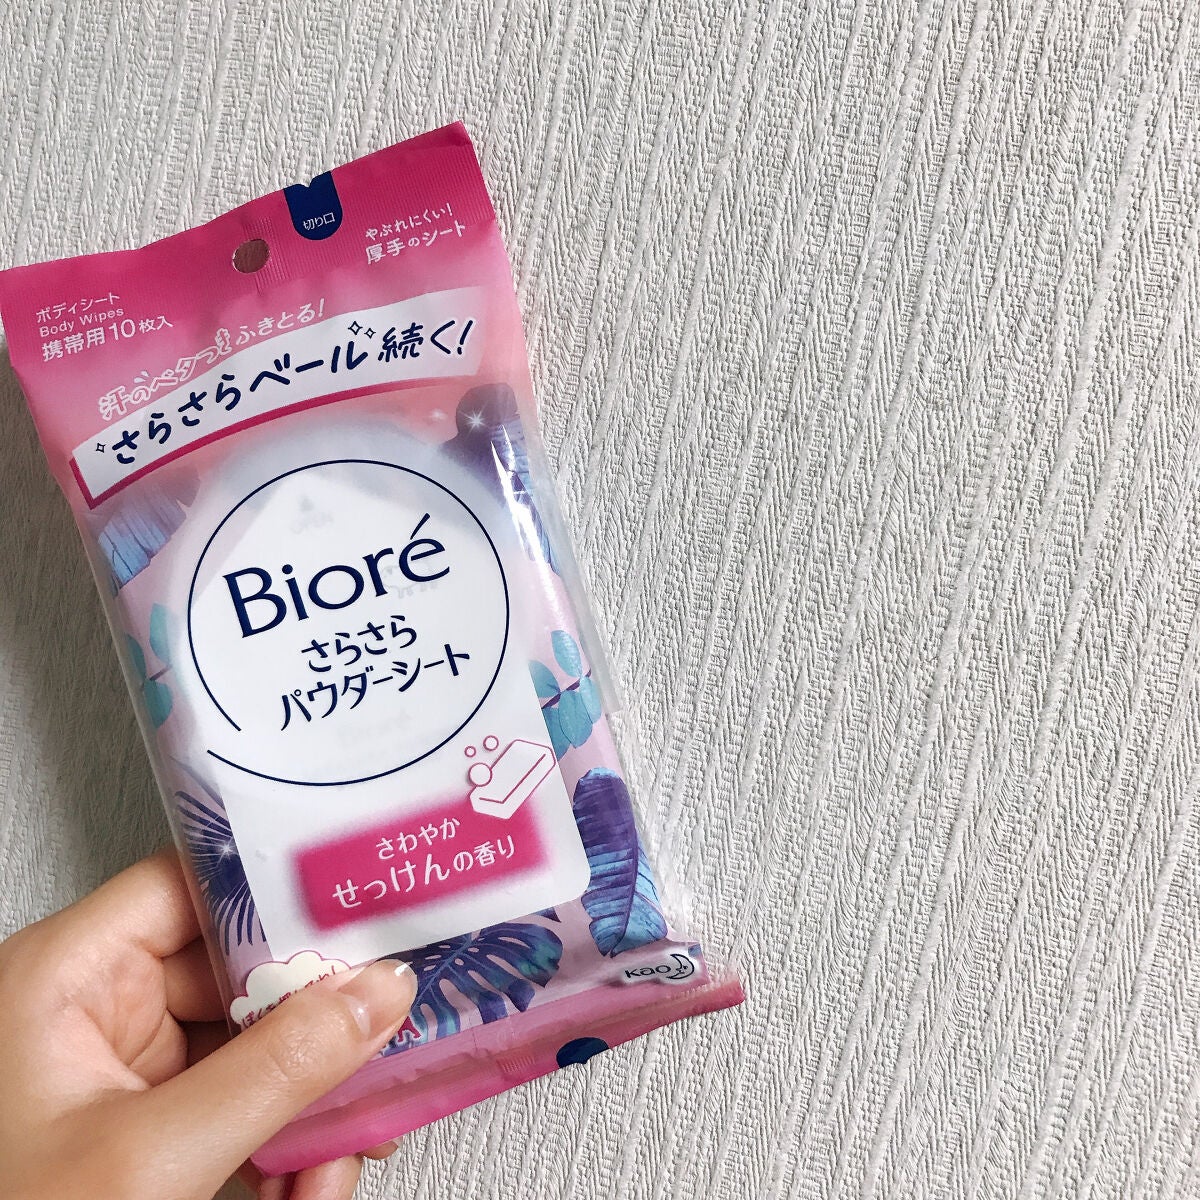 切り口
やぶれにくい!
厚手のシート
ボディシート
Body Wipes
携帯用10枚入
汗のベタつきふきとる!
さらさらベール続く!
Bioré
さらさら
パウダーシート
さわやか
せっけんの香り
Kao